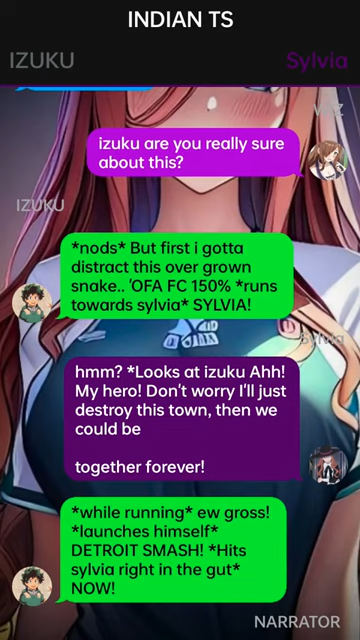 INDIAN TS
IZUKU
Sylvia
izuku are you really sure
about this?
IZUKU
*nods* But first i gotta
distract this over grown
snake.. 'OFA FC 150% *runs
towards sylvia* SYLVIA!
Sylvia
hmm? *Looks at izuku Ahh!
My hero! Don't worry I'll just
destroy this town, then we
could be
together forever!
*while running* ew gross!
*launches himself*
DETROIT SMASH! *Hits
sylvia right in the gut*
NOW!
NARRATOR